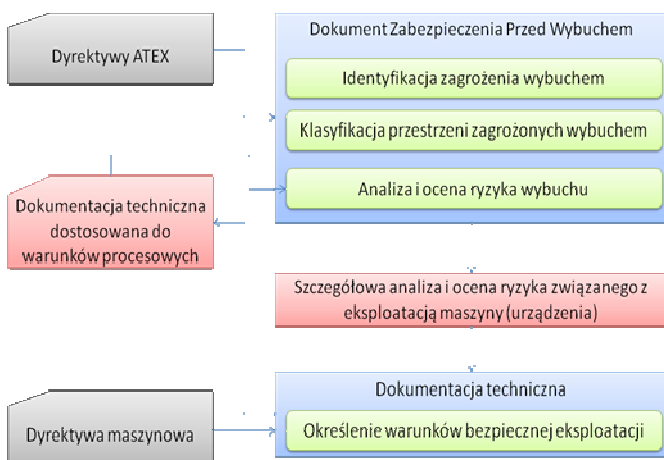 Dyrektywy ATEX
Dokument Zabezpieczenia Przed Wybuchem
Identyfikacja zagrożenia wybuchem
Klasyfikacja przestrzeni zagrożonych wybuchem
Analiza i ocena ryzyka wybuchu
Dokumentacja techniczna
dostosowana do
warunków procesowych
Szczegółowa analiza i ocena ryzyka związanego z
eksploatacją maszyny (urządzenia)
Dokumentacja techniczna
Określenie warunków bezpiecznej eksploatacji
Dyrektywa maszynowa